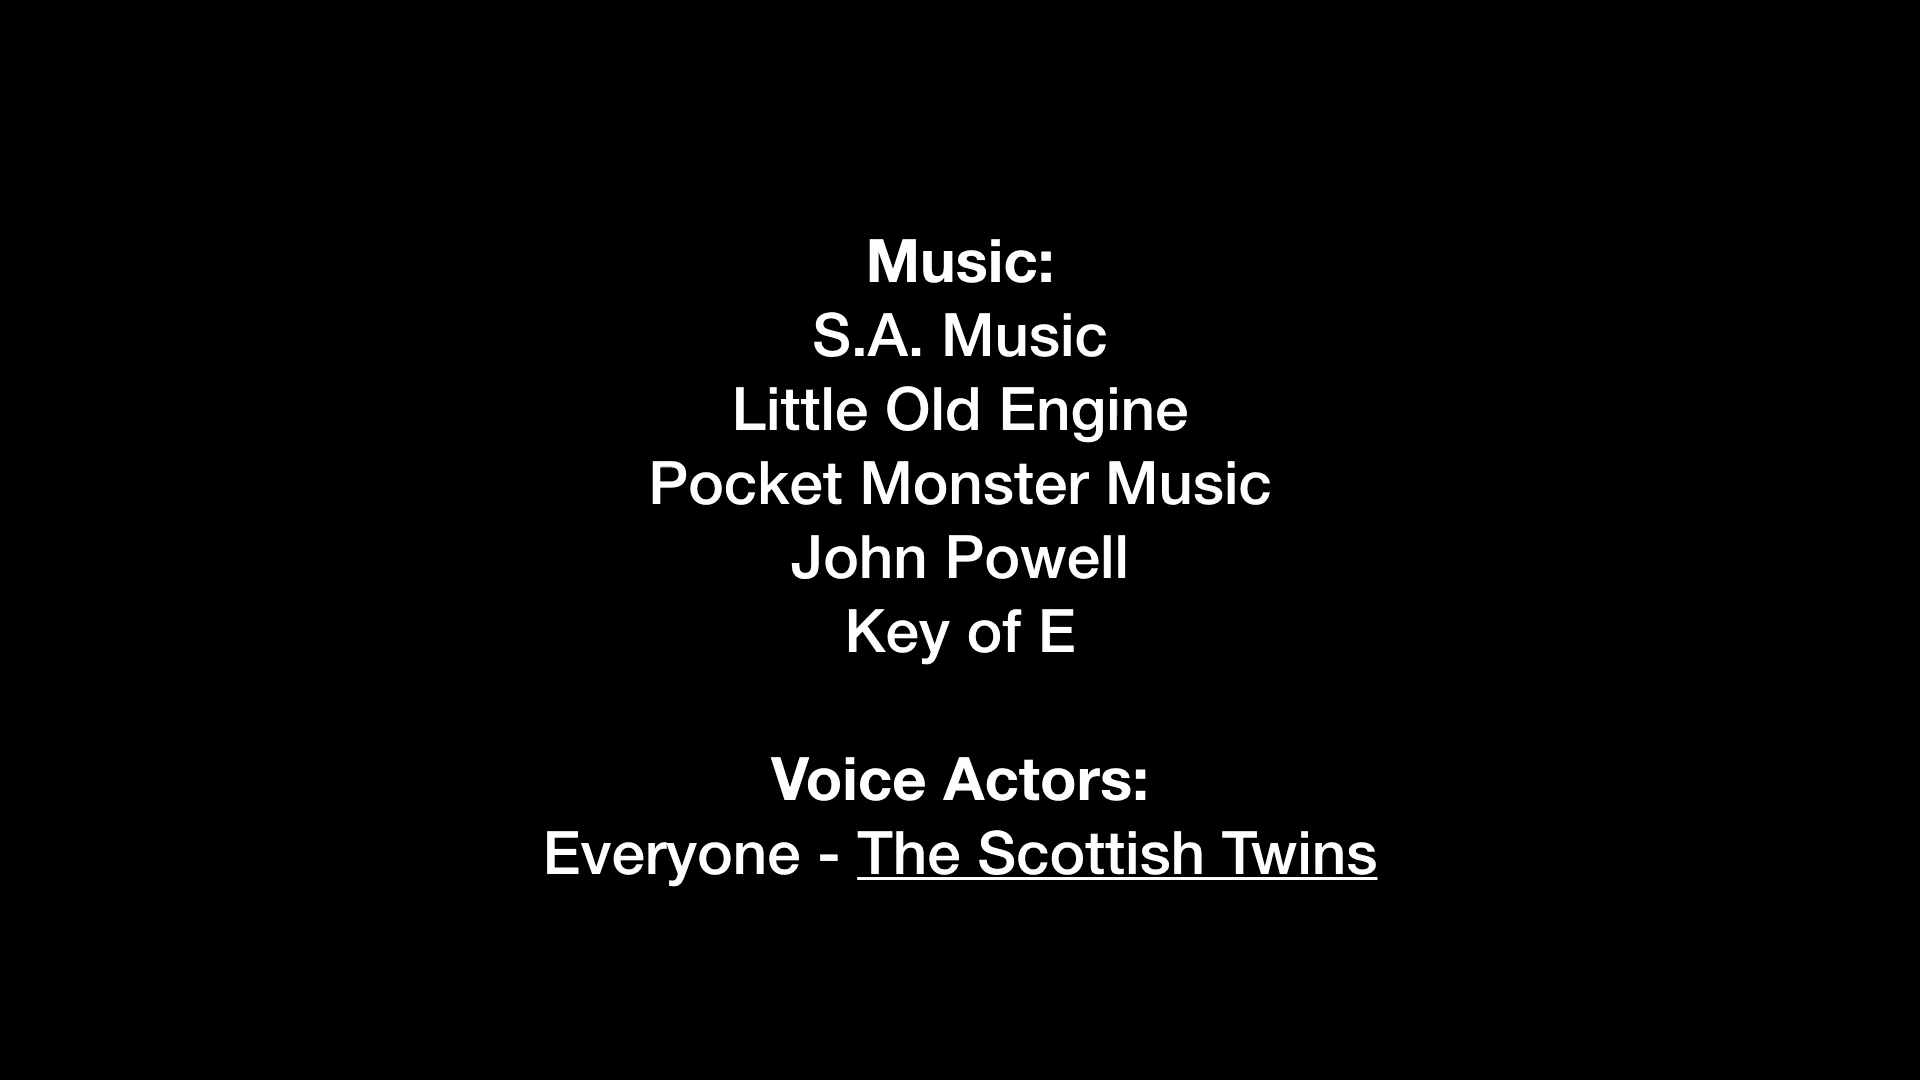 Music:
S.A. Music
Little Old Engine
Pocket Monster Music
John Powell
Key of E
Voice Actors:
Everyone - The Scottish Twins